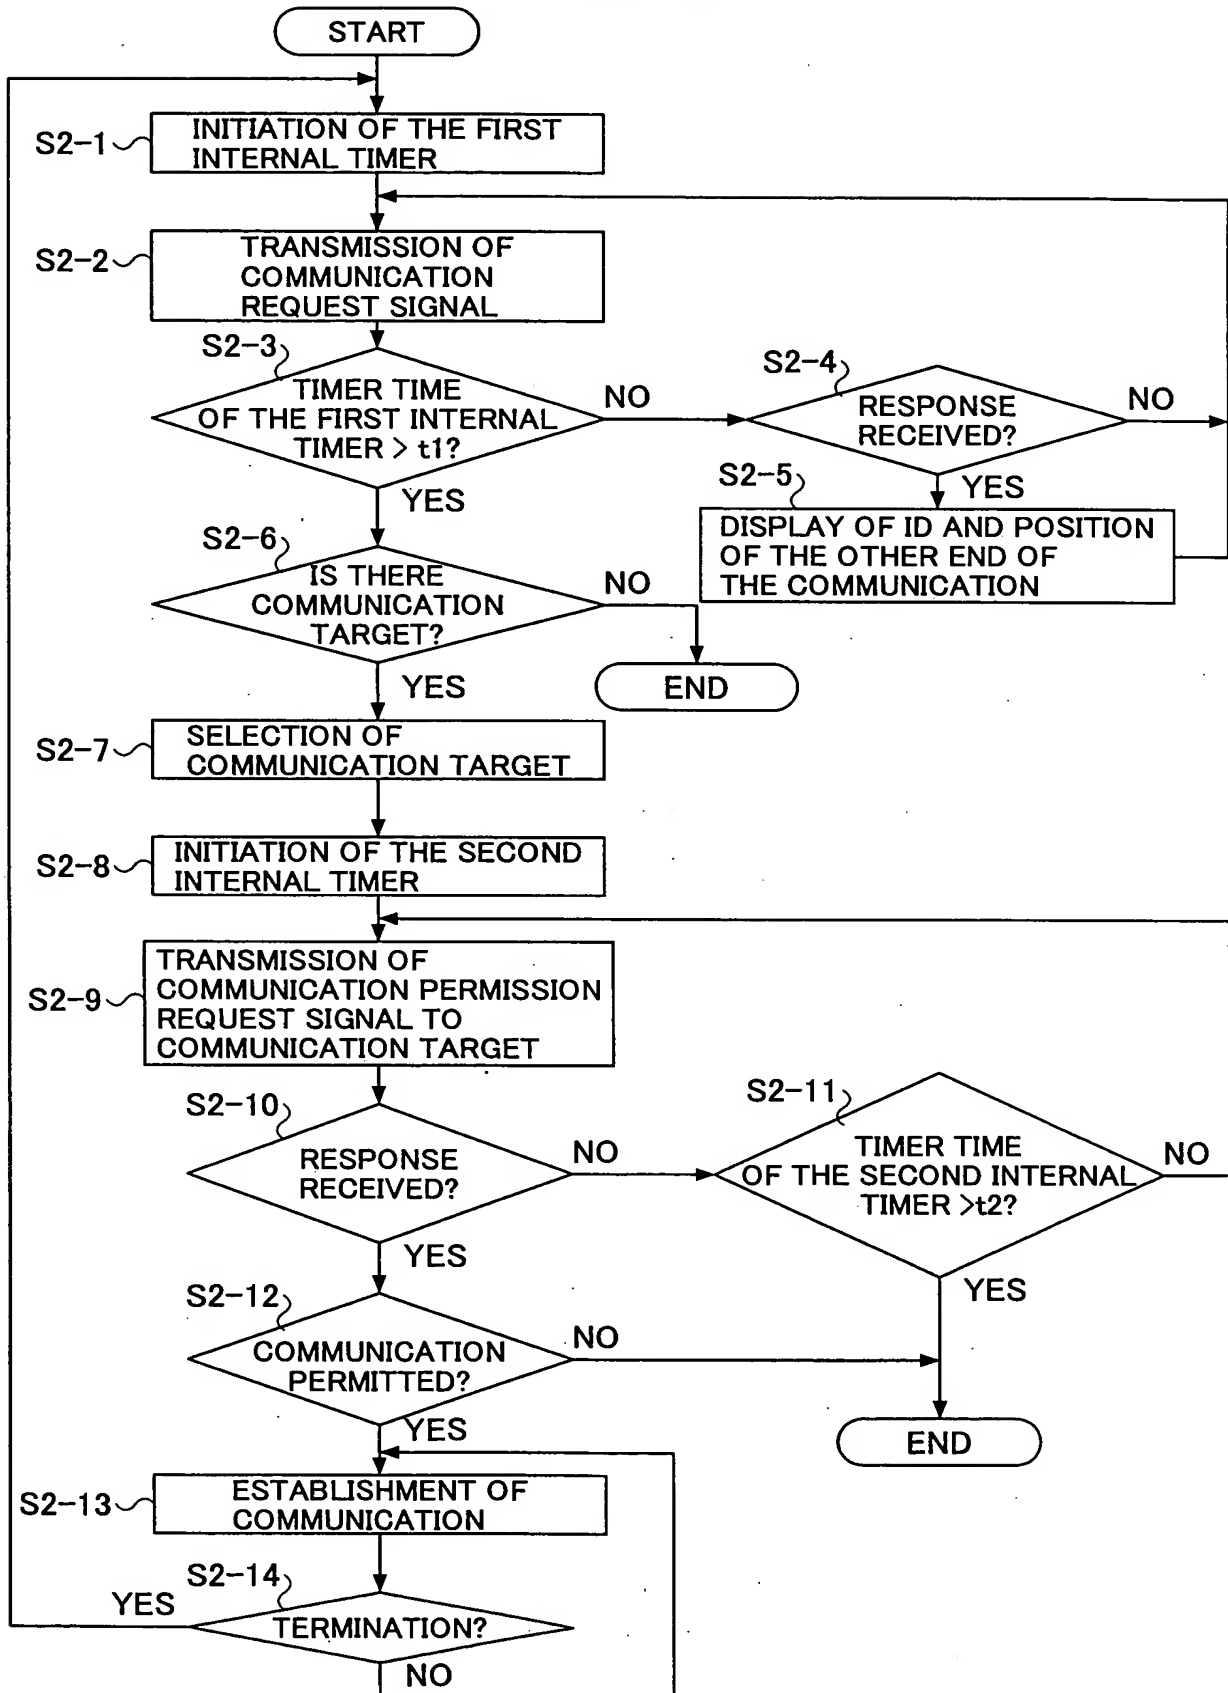 START
S2-1
INITIATION OF THE FIRST
INTERNAL TIMER
S2-2
TRANSMISSION OF
COMMUNICATION
REQUEST SIGNAL
S2-3
TIMER TIME
OF THE FIRST INTERNAL
TIMER > t1?
NO
YES
S2-4
RESPONSE
RECEIVED?
NO
YES
S2-5
DISPLAY OF ID AND POSITION
OF THE OTHER END OF
THE COMMUNICATION
S2-6
IS THERE
COMMUNICATION
TARGET?
NO
YES
END
S2-7
SELECTION OF
COMMUNICATION TARGET
S2-8
INITIATION OF THE SECOND
INTERNAL TIMER
S2-9
TRANSMISSION OF
COMMUNICATION PERMISSION
REQUEST SIGNAL TO
COMMUNICATION TARGET
S2-10
RESPONSE
RECEIVED?
NO
YES
S2-11
TIMER TIME
OF THE SECOND INTERNAL
TIMER >t2?
NO
YES
S2-12
COMMUNICATION
PERMITTED?
NO
YES
END
S2-13
ESTABLISHMENT OF
COMMUNICATION
S2-14
TERMINATION?
YES
NO